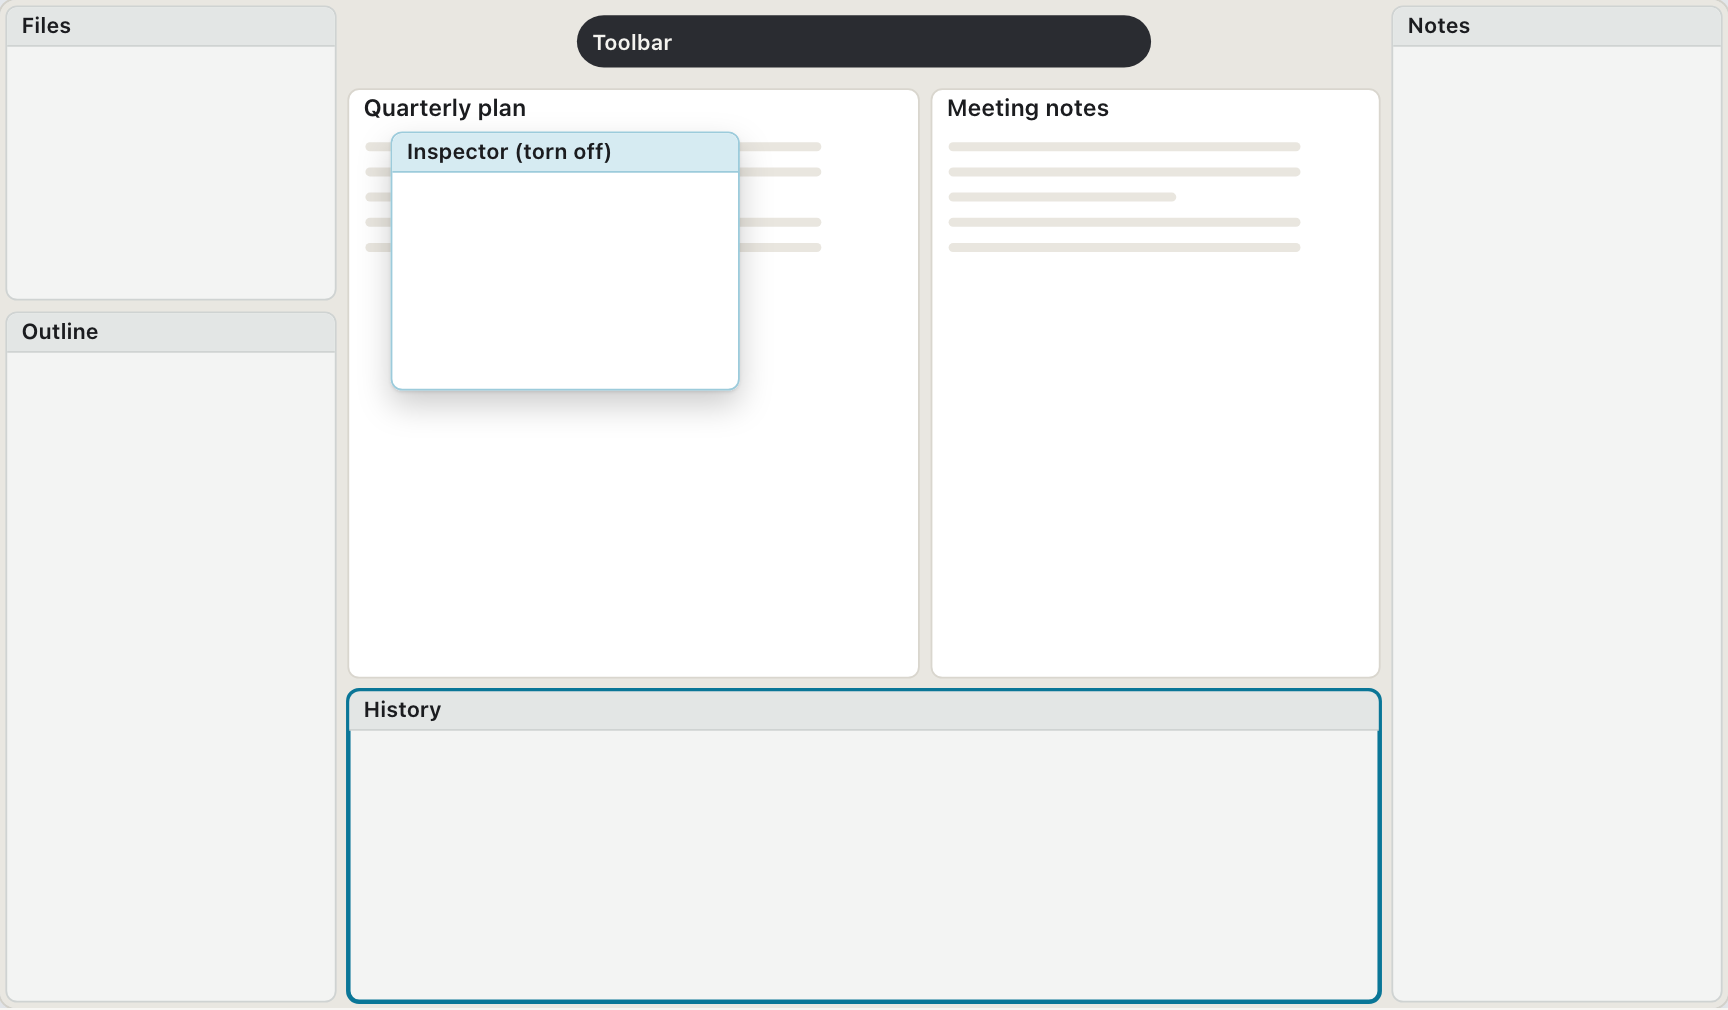 Files
Toolbar
Notes
Quarterly plan
Meeting notes
Inspector (torn off)
Outline
History